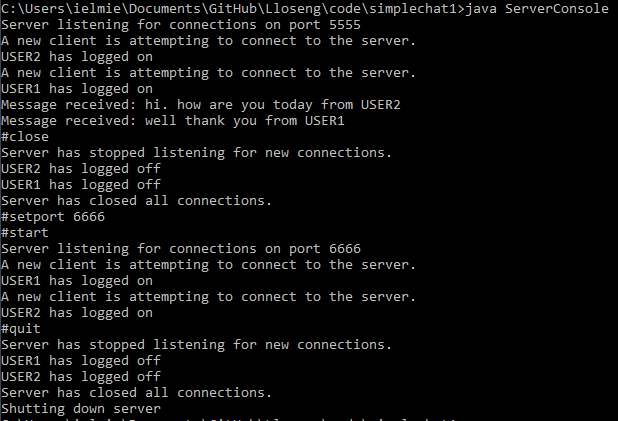 C:\Users\ielmie\Documents\GitHub\Lloseng\code\simplechat1>java ServerConsole
Server listening for connections on port 5555
A new client is attempting to connect to the server.
USER2 has logged on
A new client is attempting to connect to the server.
USER1 has logged on
Message received: hi. how are you today from USER2
Message received: well thank you from USER1
#close
Server has stopped listening for new connections.
USER2 has logged off
USER1 has logged off
Server has closed all connections.
#setport 6666
#start
Server listening for connections on port 6666
A new client is attempting to connect to the server.
USER1 has logged on
A new client is attempting to connect to the server.
USER2 has logged on
#quit
Server has stopped listening for new connections.
USER1 has logged off
USER2 has logged off
Server has closed all connections.
Shutting down server